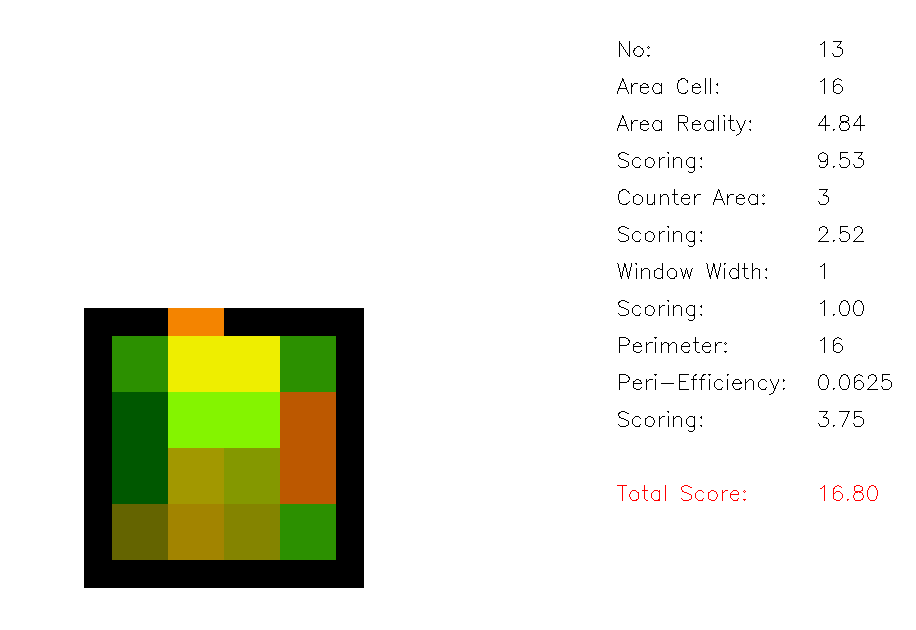 No: 13
Area Cell: 16
Area Reality: 4.84
Scoring: 9.53
Counter Area: 3
Scoring: 2.52
Window Width: 1
Scoring: 1.00
Perimeter: 16
Peri-Efficiency: 0.0625
Scoring: 3.75
Total Score: 16.80